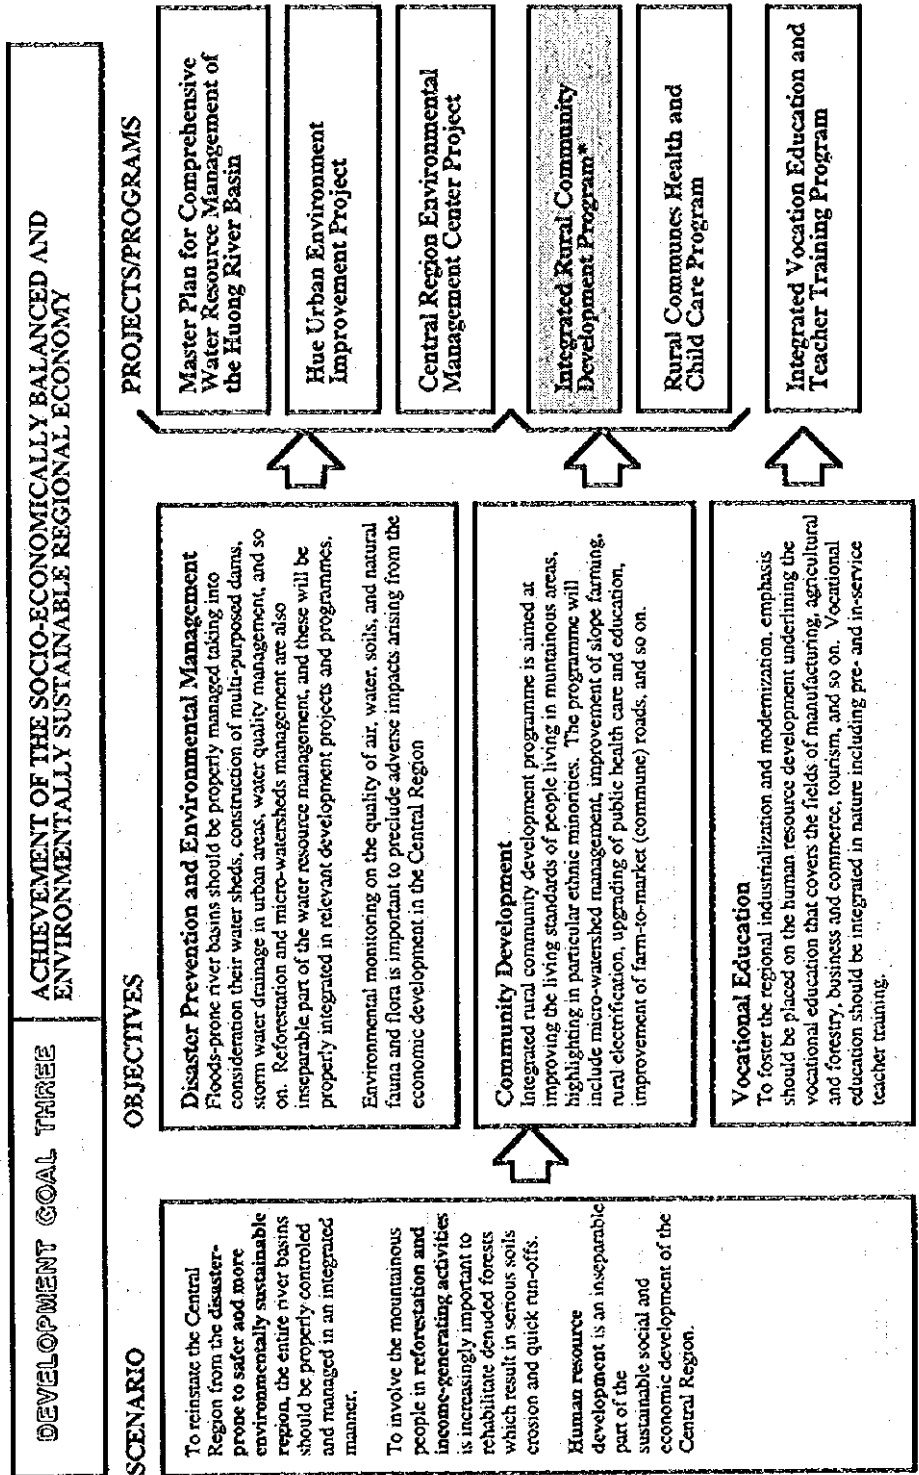 DEVELOPMENT GOAL THREE
ACHIEVEMENT OF THE SOCIO-ECONOMICALLY BALANCED AND
ENVIRONMENTALLY SUSTAINABLE REGIONAL ECONOMY
SCENARIO
To reinstate the Central
Region from the disaster-
prone to safer and more
environmentally sustainable
region, the entire river basins
should be properly controled
and managed in an integrated
manner.
To involve the mountainous
people in reforestation and
income-generating activities
is increasingly important to
rehabilitate denuded forests
which result in serious soils
erosion and quick run-offs.
Human resource
development is an inseparable
part of the
sustainable social and
economic development of the
Central Region.
OBJECTIVES
Disaster Prevention and Environmental Management
Floods-prone river basins should be properly managed taking into
consideration their water sheds, construction of multi-purposed dams,
storm water drainage in urban areas, water quality management, and so
on. Reforestation and micro-watersheds management are also
inseparable part of the water resource management, and these will be
properly integrated in relevant development projects and programmes.
Environmental monitoring on the quality of air, water, soils, and natural
fauna and flora is important to preclude adverse impacts arising from the
economic development in the Central Region
Community Development
Integrated rural community development programme is aimed at
improving the living standards of people living in muntainous areas,
highlighting in particular ethnic minorities. The programme will
include micro-watershed management, improvement of slope farming,
rural electrification, upgrading of public health care and education,
improvement of farm-to-market (commune) roads, and so on.
Vocational Education
To foster the regional industrialization and modernization, emphasis
should be placed on the human resource development underlining the
vocational education that covers the fields of manufacturing, agricultural
and forestry, business and commerce, tourism, and so on. Vocational
education should be integrated in nature including pre- and in-service
teacher training.
PROJECTS/PROGRAMS
Master Plan for Comprehensive
Water Resource Management of
the Huong River Basin
Hue Urban Environment
Improvement Project
Central Region Environmental
Management Center Project
Integrated Rural Community
Development Program*
Rural Communes Health and
Child Care Program
Integrated Vocation Education and
Teacher Training Program